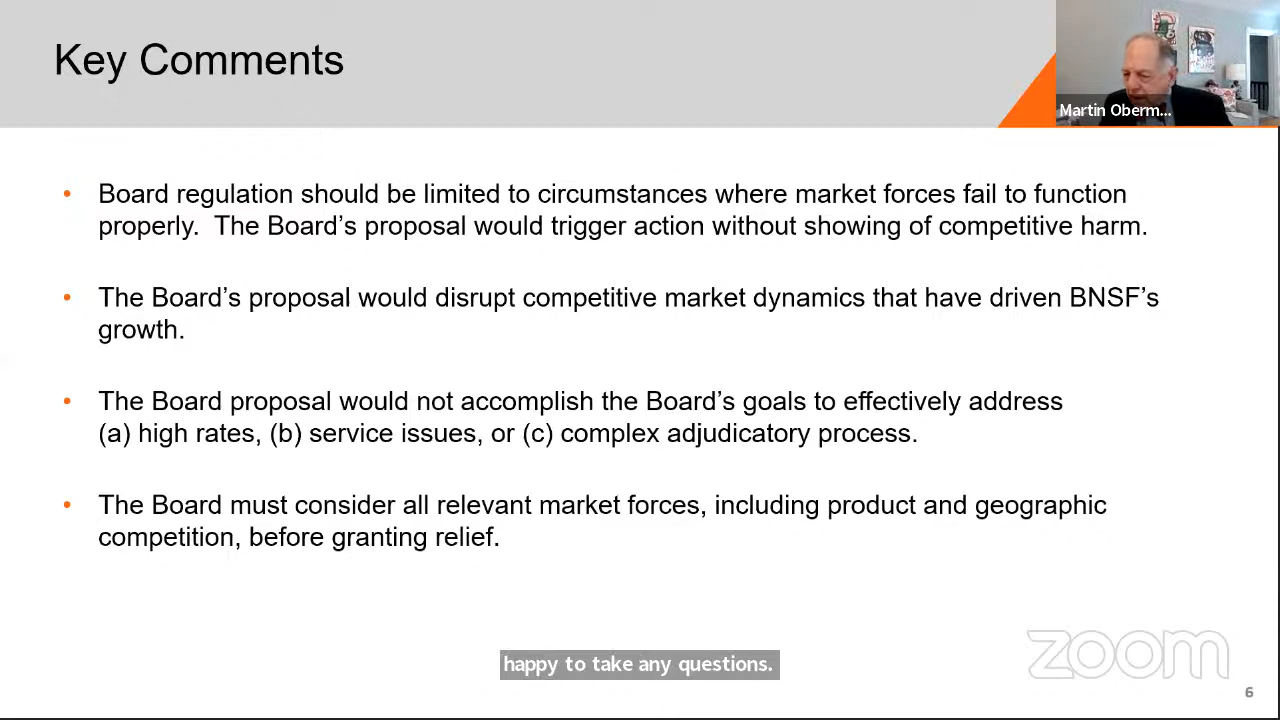 Key Comments
Martin Oberm...
• Board regulation should be limited to circumstances where market forces fail to function
properly.  The Board's proposal would trigger action without showing of competitive harm.
• The Board's proposal would disrupt competitive market dynamics that have driven BNSF's
growth.
• The Board proposal would not accomplish the Board's goals to effectively address
(a) high rates, (b) service issues, or (c) complex adjudicatory process.
• The Board must consider all relevant market forces, including product and geographic
competition, before granting relief.
happy to take any questions.
zoom
6